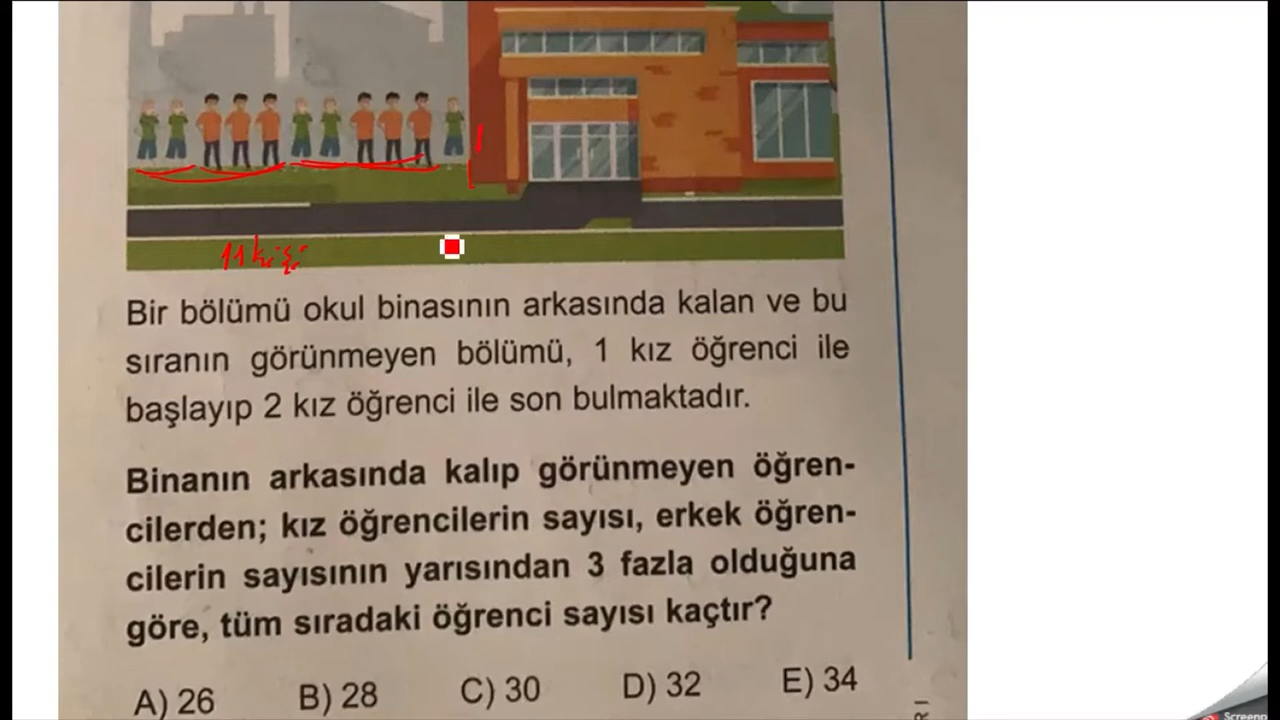 11 kişi
Bir bölümü okul binasının arkasında kalan ve bu
sıranın görünmeyen bölümü, 1 kız öğrenci ile
başlayıp 2 kız öğrenci ile son bulmaktadır.
Binanın arkasında kalıp görünmeyen öğren-
cilerden; kız öğrencilerin sayısı, erkek öğren-
cilerin sayısının yarısından 3 fazla olduğuna
göre, tüm sıradaki öğrenci sayısı kaçtır?
A) 26 B) 28 C) 30 D) 32 E) 34
RI
Screenp